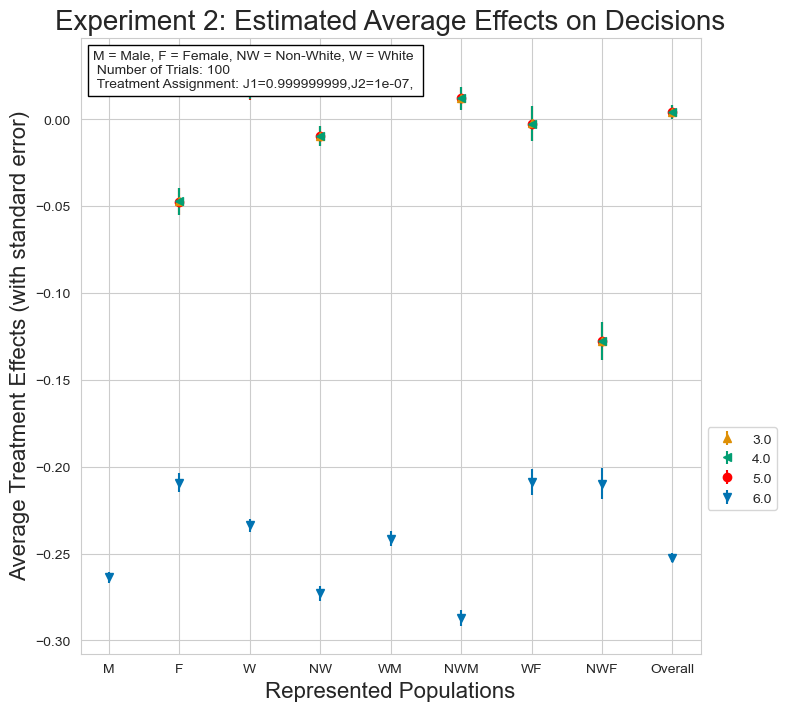 Experiment 2: Estimated Average Effects on Decisions
M = Male, F = Female, NW = Non-White, W = White
Number of Trials: 100
Treatment Assignment: J1=0.999999999,J2=1e-07,
Average Treatment Effects (with standard error)
0.00
−0.05
−0.10
−0.15
−0.20
−0.25
−0.30
3.0
4.0
5.0
6.0
M F W NW WM NWM WF NWF Overall
Represented Populations